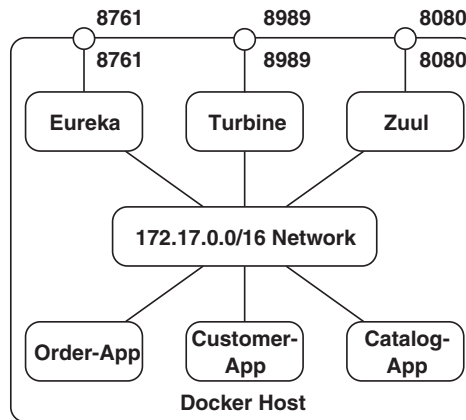 8761
8989
8080
8761
8989
8080
Eureka
Turbine
Zuul
172.17.0.0/16 Network
Order-App
Customer-
App
Catalog-
App
Docker Host